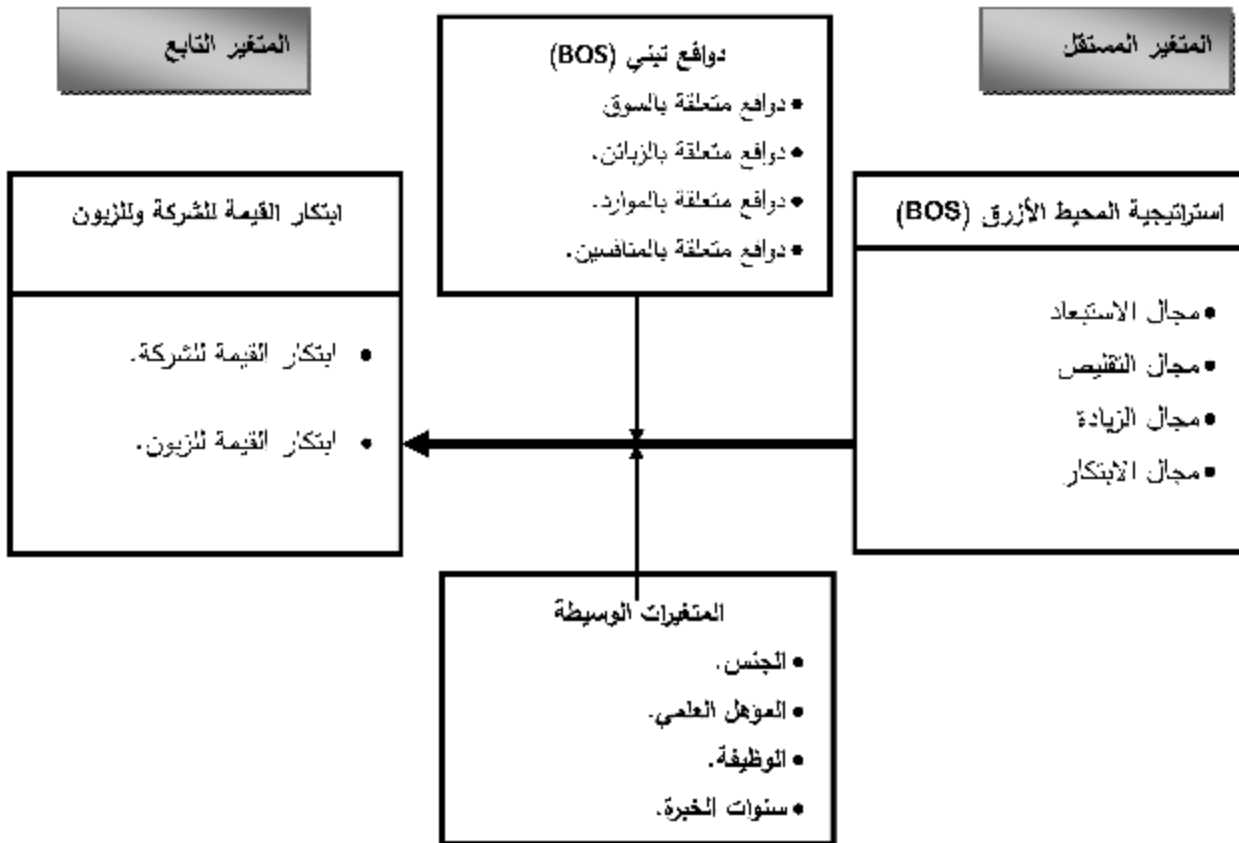 المتغير المستقل
المتغير التابع
دوافع تبني (BOS)
• دوافع متعلقة بالسوق
• دوافع متعلقة بالزبائن.
• دوافع متعلقة بالموارد.
• دوافع متعلقة بالمنافسين.
استراتيجية المحيط الأزرق (BOS)
• مجال الاستبعاد
• مجال التقليص
• مجال الزيادة
• مجال الابتكار
ابتكار القيمة للشركة وللزبون
• ابتكار القيمة للشركة.
• ابتكار القيمة للزبون.
المتغيرات الوسيطة
• الجنس.
• المؤهل العلمي.
• الوظيفة.
• سنوات الخبرة.